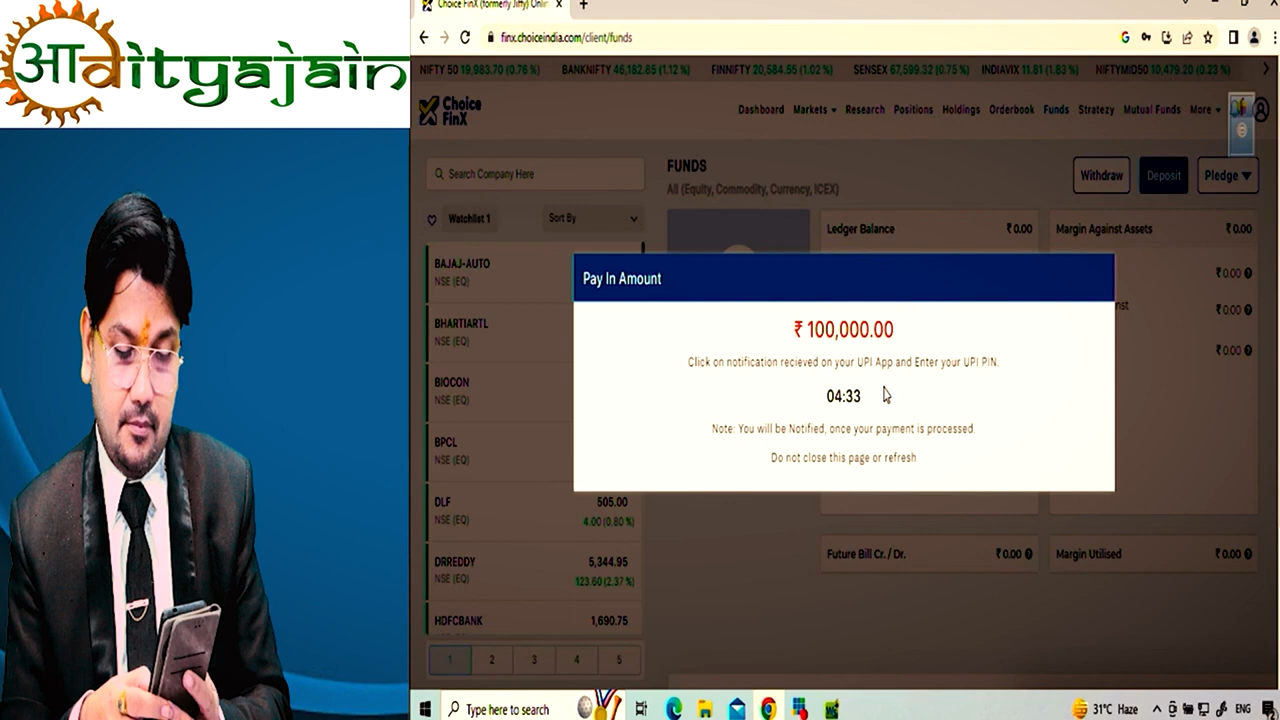 आdityajain
Choice FinX (formerly Jiffy) Onlin
finx.choiceindia.com/client/funds
NIFTY 50 19,983.70 (0.76 %) BANKNIFTY 46,182.85 (1.12 %) FINNIFTY 20,584.55 (1.02 %) SENSEX 67,599.32 (0.75 %) INDIAVIX 11.81 (1.83 %) NIFTYMID50 10,479.20 (0.23 %)
Choice
FinX
Dashboard Markets Research Positions Holdings Orderbook Funds Strategy Mutual Funds More
Search Company Here
FUNDS
All (Equity, Commodity, Currency, ICEX)
Withdraw Deposit Pledge
Watchlist 1 Sort By
Ledger Balance ₹ 0.00 Margin Against Assets ₹ 0.00
BAJAJ-AUTO
NSE (EQ)
₹ 0.00
Pay In Amount
nst
₹ 0.00
BHARTIARTL
NSE (EQ)
₹ 100,000.00
₹ 0.00
Click on notification recieved on your UPI App and Enter your UPI PIN.
BIOCON
NSE (EQ)
04:33
Note: You will be Notified, once your payment is processed.
BPCL
NSE (EQ)
Do not close this page or refresh
DLF 505.00
NSE (EQ) 4.00 (0.80 %)
DRREDDY 5,344.95
NSE (EQ) 123.60 (2.37 %)
Future Bill Cr. / Dr. ₹ 0.00 Margin Utilised ₹ 0.00
HDFCBANK 1,690.75
1 2 3 4 5
Type here to search
31°C Haze ENG